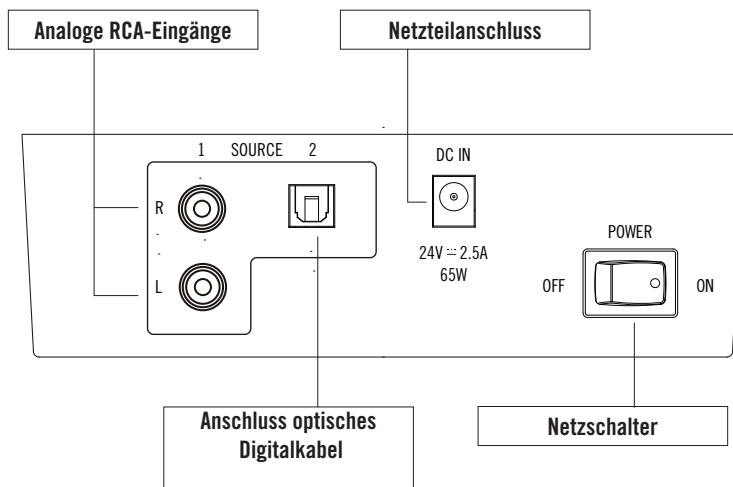 Analoge RCA-Eingänge
Netzteilanschluss
1 SOURCE 2
DC IN
R
L
24V ⎓ 2.5A
65W
POWER
OFF
ON
Anschluss optisches
Digitalkabel
Netzschalter